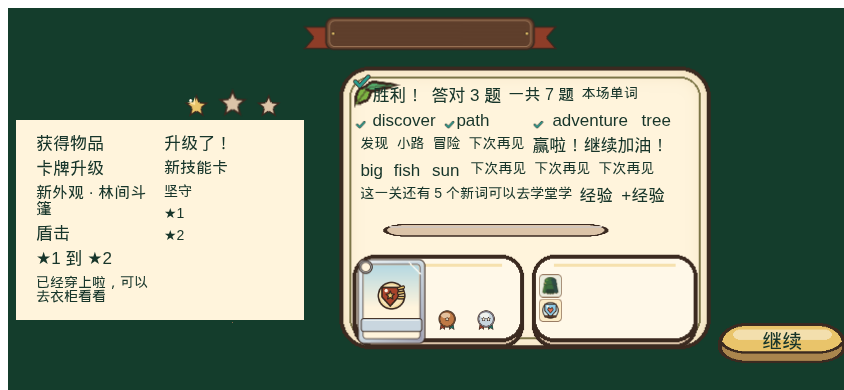 胜利！ 答对 3 题 一共 7 题 本场单词
discover path adventure tree
发现 小路 冒险 下次再见 赢啦！继续加油！
big fish sun 下次再见 下次再见 下次再见
这一关还有 5 个新词可以去学堂学 经验 +经验
获得物品
卡牌升级
新外观 · 林间斗
篷
盾击
★1 到 ★2
已经穿上啦，可以
去衣柜看看
升级了！
新技能卡
坚守
★1
★2
继续